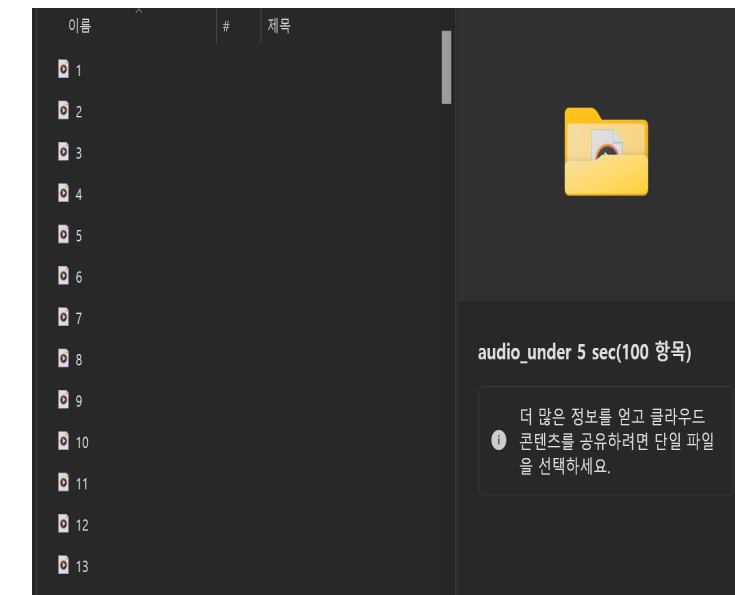 이름 # 제목
1
2
3
4
5
6
7
8
9
10
11
12
13
audio_under 5 sec(100 항목)
더 많은 정보를 얻고 클라우드
콘텐츠를 공유하려면 단일 파일
을 선택하세요.